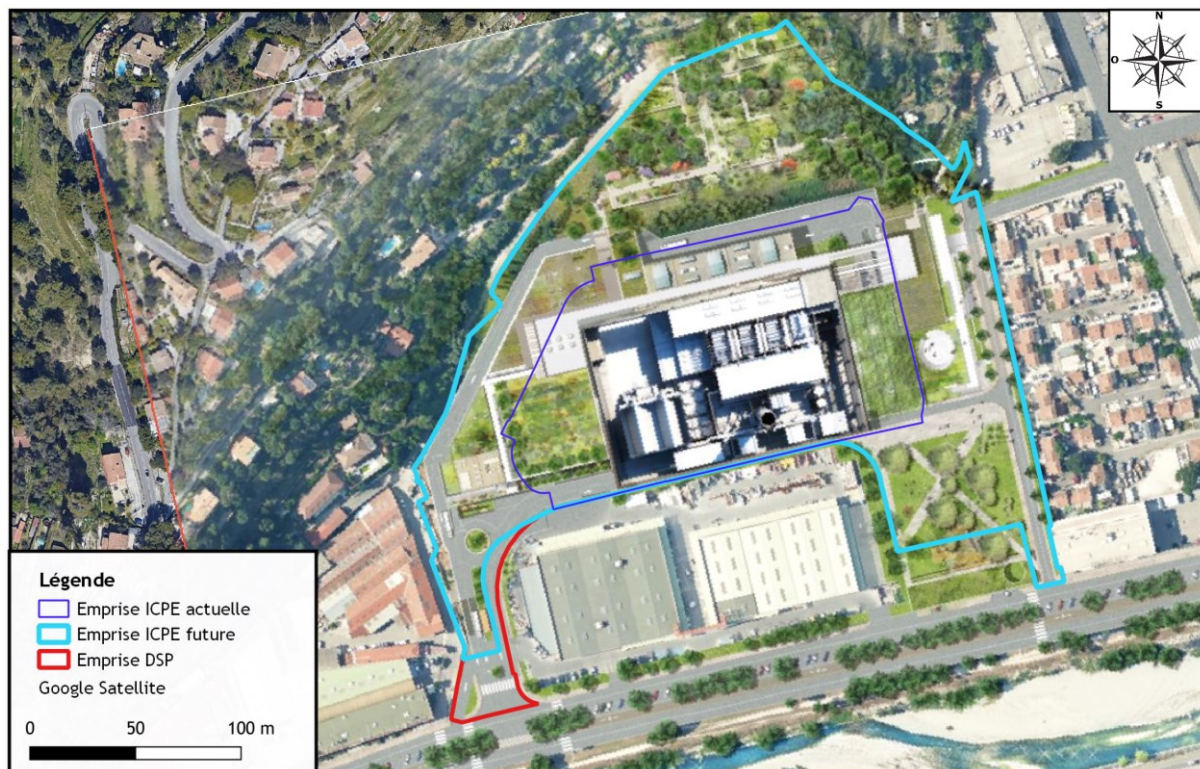 N
O
S
Légende
Emprise ICPE actuelle
Emprise ICPE future
Emprise DSP
Google Satellite
0 50 100 m